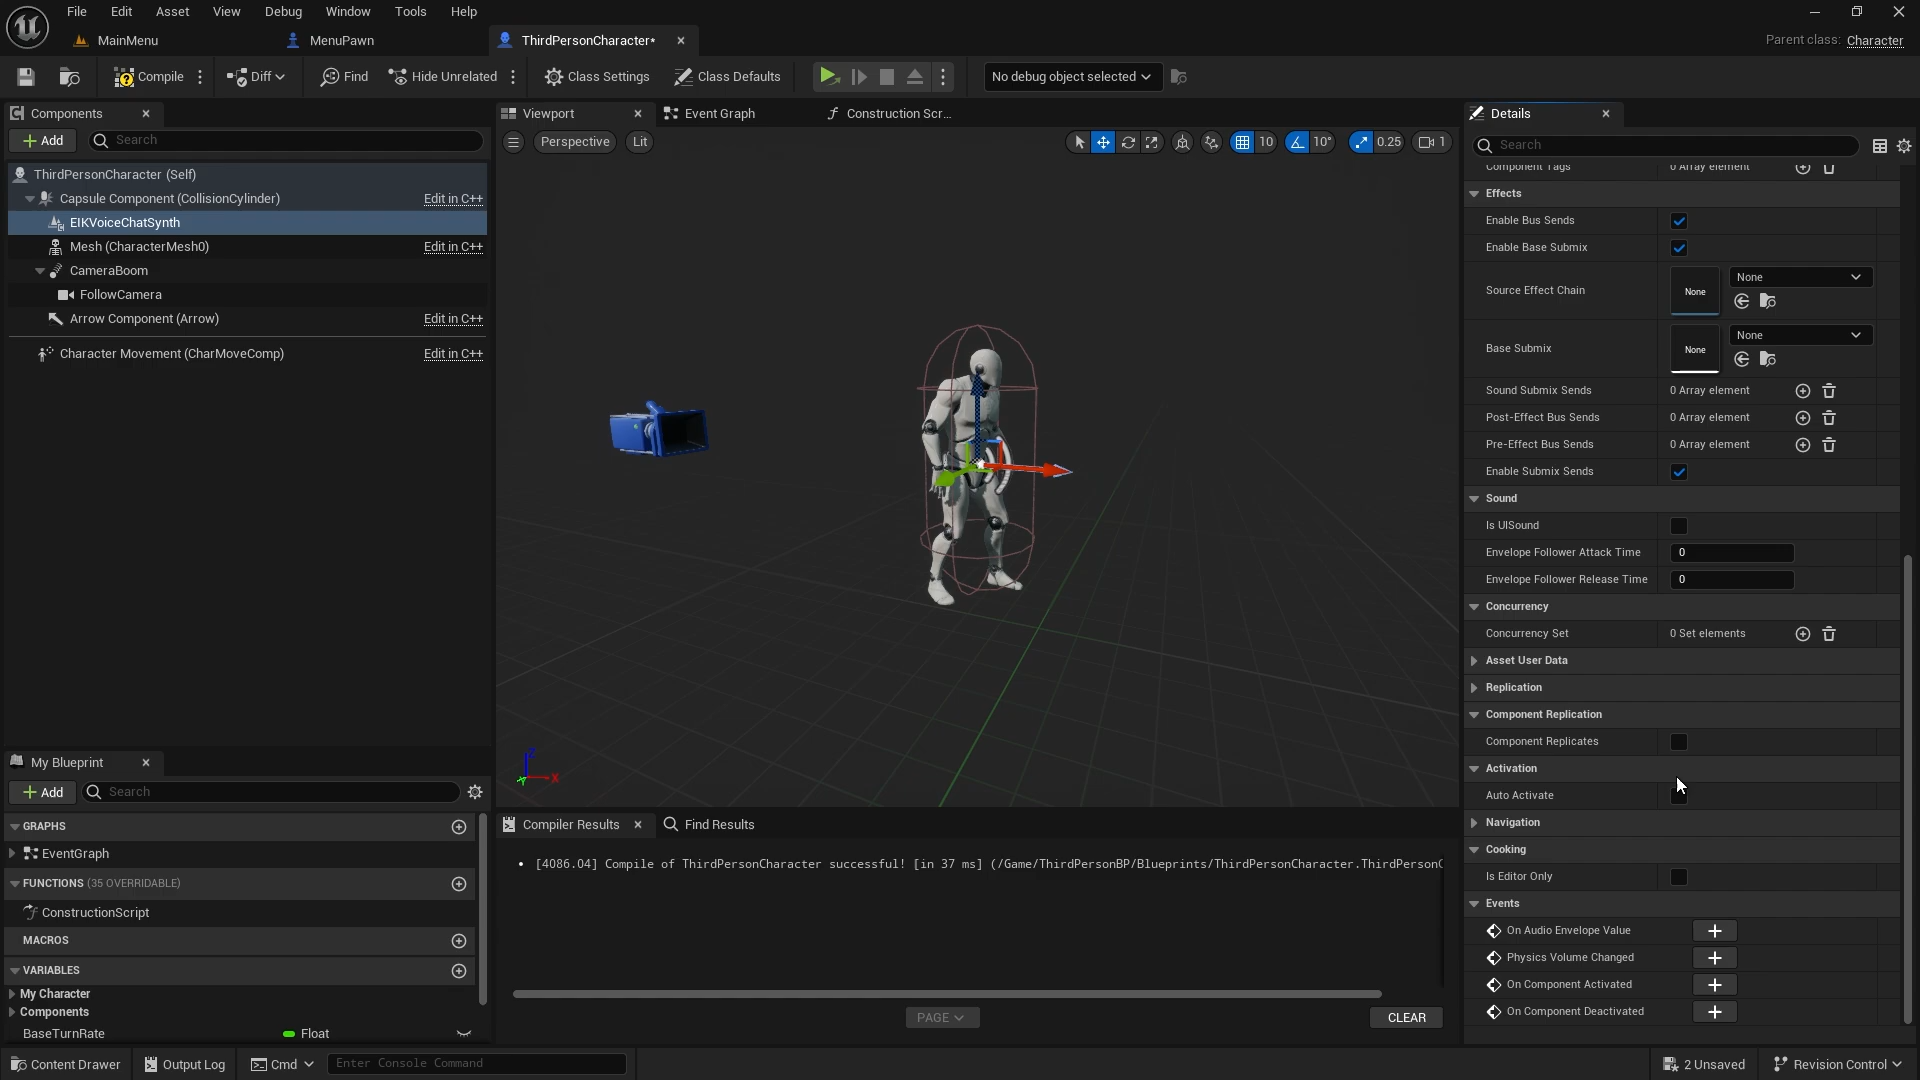 File Edit Asset View Debug Window Tools Help
MainMenu MenuPawn ThirdPersonCharacter* Parent class: Character
Compile Diff Find Hide Unrelated Class Settings Class Defaults No debug object selected
Components
Add Search
ThirdPersonCharacter (Self)
Capsule Component (CollisionCylinder) Edit in C++
EIKVoiceChatSynth
Mesh (CharacterMesh0) Edit in C++
CameraBoom
FollowCamera
Arrow Component (Arrow) Edit in C++
Character Movement (CharMoveComp) Edit in C++
My Blueprint
Add Search
GRAPHS
EventGraph
FUNCTIONS (35 OVERRIDABLE)
ConstructionScript
MACROS
VARIABLES
My Character
Components
BaseTurnRate Float
Viewport Event Graph Construction Scr...
Perspective Lit 10 10° 0.25 1
Z X Y
Compiler Results Find Results
• [4086.04] Compile of ThirdPersonCharacter successful! [in 37 ms] (/Game/ThirdPersonBP/Blueprints/ThirdPersonCharacter.ThirdPersonC
PAGE CLEAR
Details
Search
Component Tags 0 Array element
Effects
Enable Bus Sends
Enable Base Submix
Source Effect Chain None None
Base Submix None None
Sound Submix Sends 0 Array element
Post-Effect Bus Sends 0 Array element
Pre-Effect Bus Sends 0 Array element
Enable Submix Sends
Sound
Is UISound
Envelope Follower Attack Time 0
Envelope Follower Release Time 0
Concurrency
Concurrency Set 0 Set elements
Asset User Data
Replication
Component Replication
Component Replicates
Activation
Auto Activate
Navigation
Cooking
Is Editor Only
Events
On Audio Envelope Value
Physics Volume Changed
On Component Activated
On Component Deactivated
Content Drawer Output Log Cmd Enter Console Command 2 Unsaved Revision Control